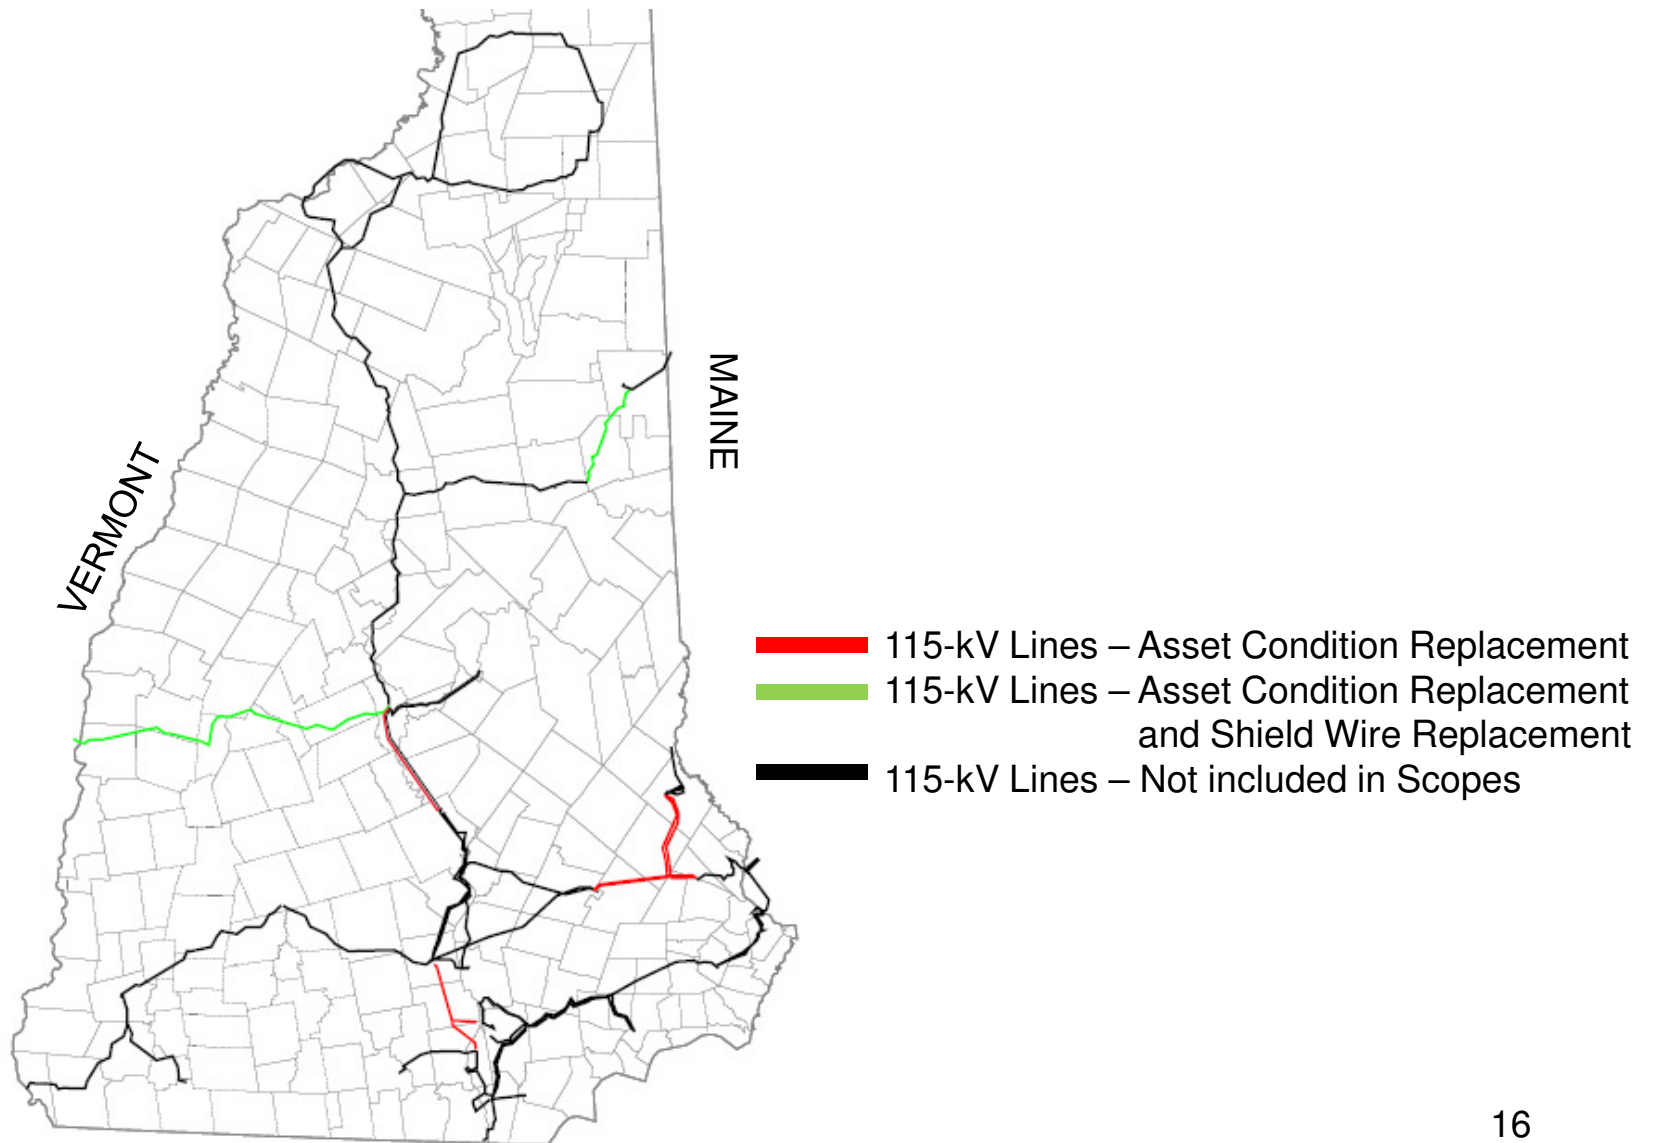 MAINE
VERMONT
115-kV Lines – Asset Condition Replacement
115-kV Lines – Asset Condition Replacement
and Shield Wire Replacement
115-kV Lines – Not included in Scopes
16